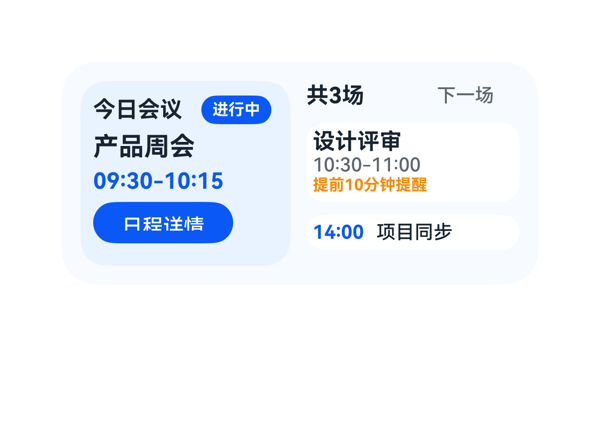 今日会议
进行中
产品周会
09:30-10:15
日程详情
共3场
下一场
设计评审
10:30-11:00
提前10分钟提醒
14:00 项目同步